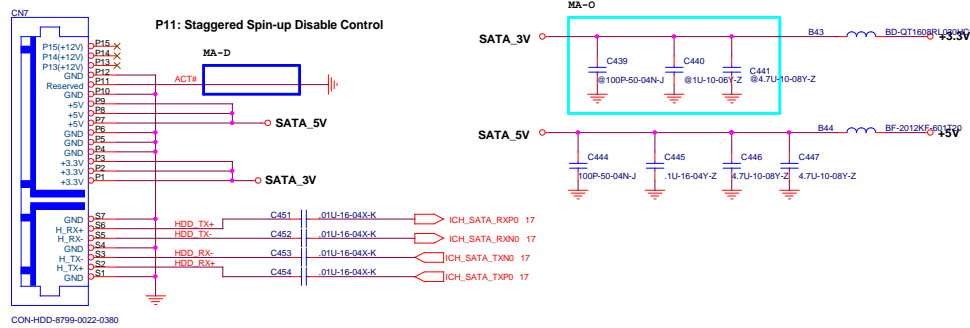 CN7
P11: Staggered Spin-up Disable Control
MA-D
P15(+12V) P15
P14(+12V) P14
P13(+12V) P13
GND P12
Reserved P11 ACT#
GND P10
+5V P9
+5V P8
+5V P7 SATA_5V
GND P6
GND P5
GND P4
+3.3V P3
+3.3V P2
+3.3V P1 SATA_3V
GND S7
H_RX+ S6 HDD_TX+ C451 .01U-16-04X-K ICH_SATA_RXP0 17
H_RX- S5 HDD_TX- C452 .01U-16-04X-K ICH_SATA_RXN0 17
GND S4
H_TX- S3 HDD_RX- C453 .01U-16-04X-K ICH_SATA_TXN0 17
H_TX+ S2 HDD_RX+ C454 .01U-16-04X-K ICH_SATA_TXP0 17
GND S1
CON-HDD-8799-0022-0380
MA-O
SATA_3V B43 +3.3V
C439 C440 C441
@100P-50-04N-J @1U-10-06Y-Z @4.7U-10-08Y-Z
SATA_5V B44 BF-2012KF-601T20 +5V
C444 C445 C446 C447
100P-50-04N-J .1U-16-04Y-Z 4.7U-10-08Y-Z 4.7U-10-08Y-Z